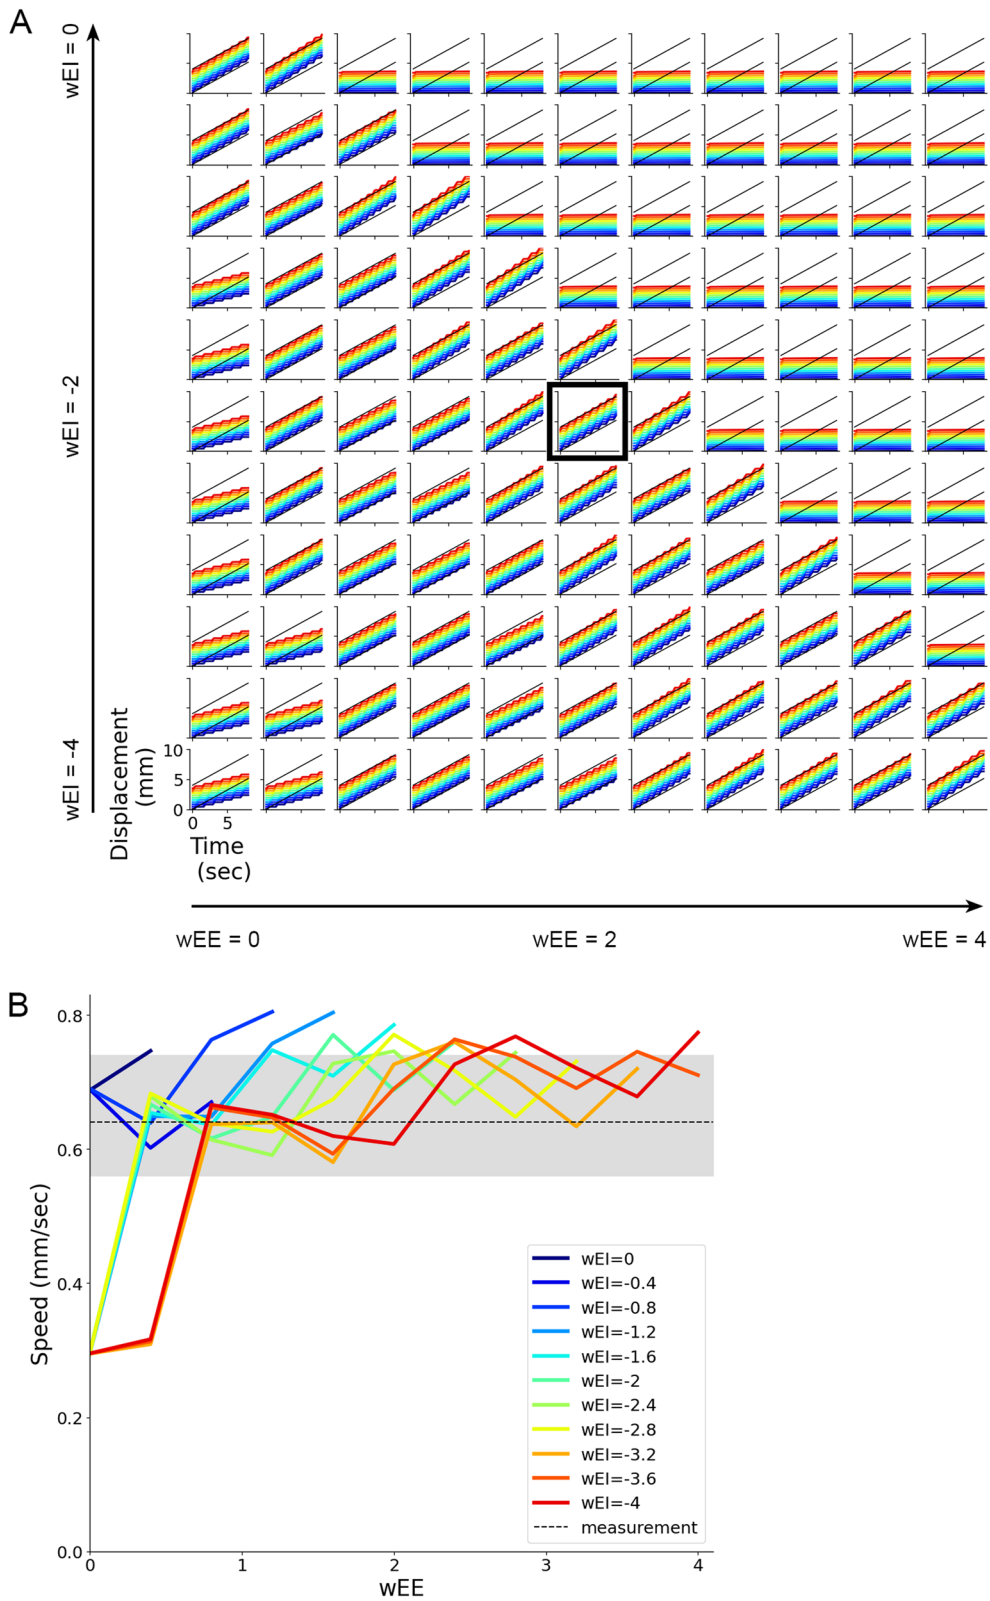 A
wEI = 0
wEI = -2
wEI = -4
Displacement
(mm)
10
5
0
0 5
Time
(sec)
wEE = 0 wEE = 2 wEE = 4
B
0.8
0.6
0.4
0.2
0.0
Speed (mm/sec)
wEI=0
wEI=-0.4
wEI=-0.8
wEI=-1.2
wEI=-1.6
wEI=-2
wEI=-2.4
wEI=-2.8
wEI=-3.2
wEI=-3.6
wEI=-4
measurement
0 1 2 3 4
wEE